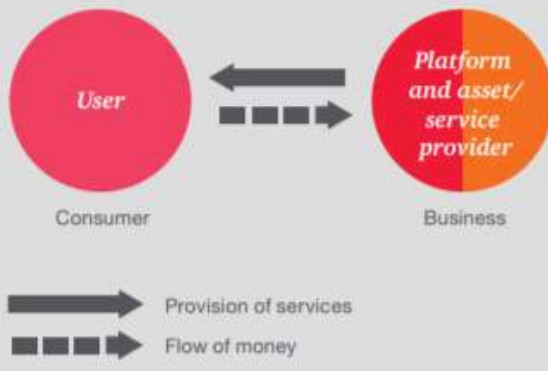 User
Platform
and asset/
service
provider
Consumer
Business
Provision of services
Flow of money